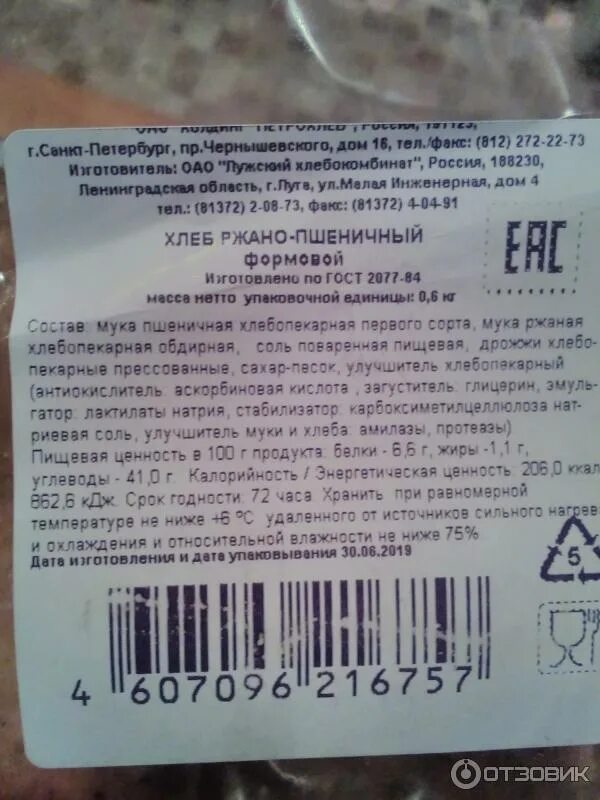 ОАО "Холдинг "ПЕТРОХЛЕБ", Россия, 191123,
г.Санкт-Петербург, пр.Чернышевского, дом 16, тел./факс: (812) 272-22-73
Изготовитель: ОАО "Лужский хлебокомбинат", Россия, 188230,
Ленинградская область, г.Луга, ул.Малая Инженерная, дом 4
тел.: (81372) 2-08-73, факс: (81372) 4-04-91
ХЛЕБ РЖАНО-ПШЕНИЧНЫЙ
формовой
Изготовлено по ГОСТ 2077-84
масса нетто упаковочной единицы: 0,6 кг
EAC
Состав: мука пшеничная хлебопекарная первого сорта, мука ржаная
хлебопекарная обдирная, соль поваренная пищевая, дрожжи хлебо-
пекарные прессованные, сахар-песок, улучшитель хлебопекарный
(антиокислитель: аскорбиновая кислота , загуститель: глицерин, эмуль-
гатор: лактилаты натрия, стабилизатор: карбоксиметилцеллюлоза нат-
риевая соль, улучшитель муки и хлеба: амилазы, протеазы)
Пищевая ценность в 100 г продукта: белки - 6,6 г, жиры -1,1 г,
углеводы - 41,0 г. Калорийность / Энергетическая ценность: 206,0 ккал
862,6 кДж. Срок годности: 72 часа Хранить при равномерной
температуре не ниже +6 °C удаленного от источников сильного нагрев
и охлаждения и относительной влажности не ниже 75%
Дата изготовления и дата упаковывания 30.06.2019
5
4 607096 216757
ОТЗОВИК